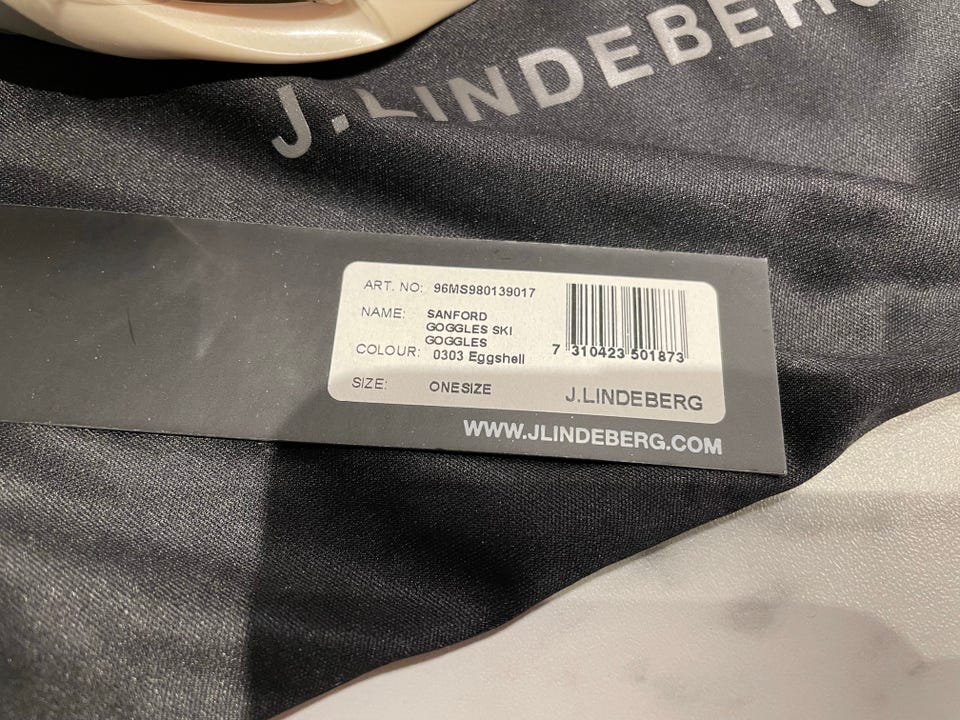 J.LINDEBERG
ART. NO: 96MS980139017
NAME: SANFORD
GOGGLES SKI
GOGGLES
COLOUR: 0303 Eggshell
SIZE: ONESIZE
7 310423 501873
J.LINDEBERG
WWW.JLINDEBERG.COM